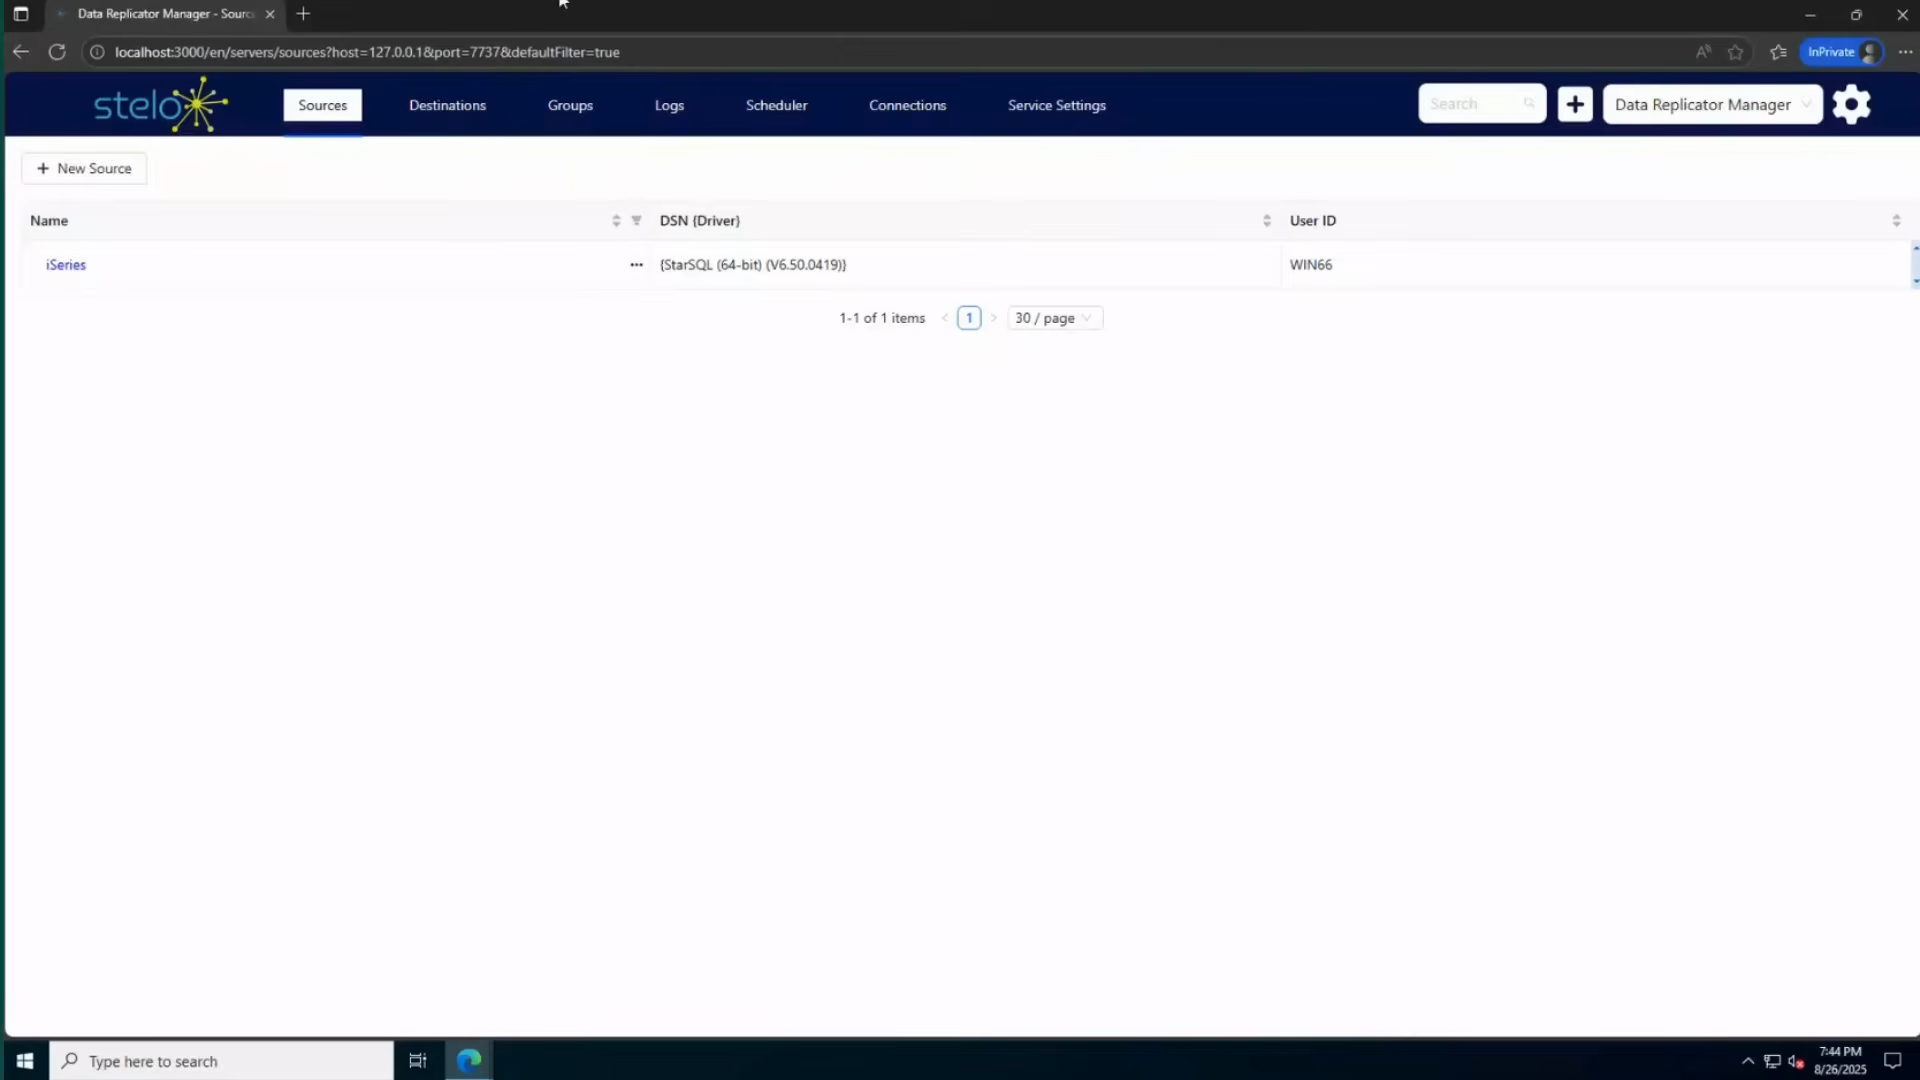 Data Replicator Manager - Sourc
localhost:3000/en/servers/sources?host=127.0.0.1&port=7737&defaultFilter=true
InPrivate
stelo
Sources
Destinations
Groups
Logs
Scheduler
Connections
Service Settings
Search
Data Replicator Manager
+ New Source
Name
DSN {Driver}
User ID
iSeries
{StarSQL (64-bit) (V6.50.0419)}
WIN66
1-1 of 1 items
1
30 / page
Type here to search
7:44 PM
8/26/2025